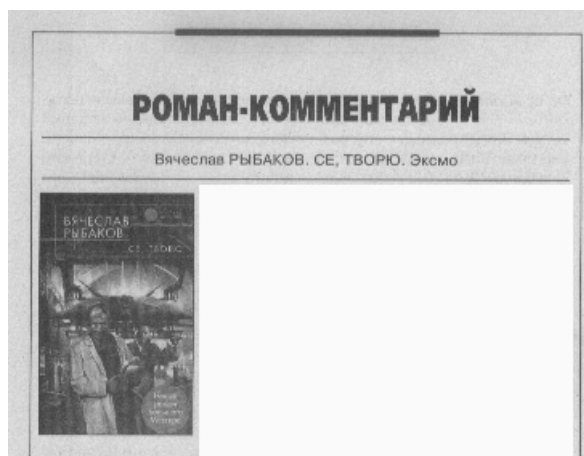 РОМАН-КОММЕНТАРИЙ
Вячеслав РЫБАКОВ. СЕ, ТВОРЮ. Эксмо
ВЯЧЕСЛАВ
РЫБАКОВ
СЕ, ТВОРЮ